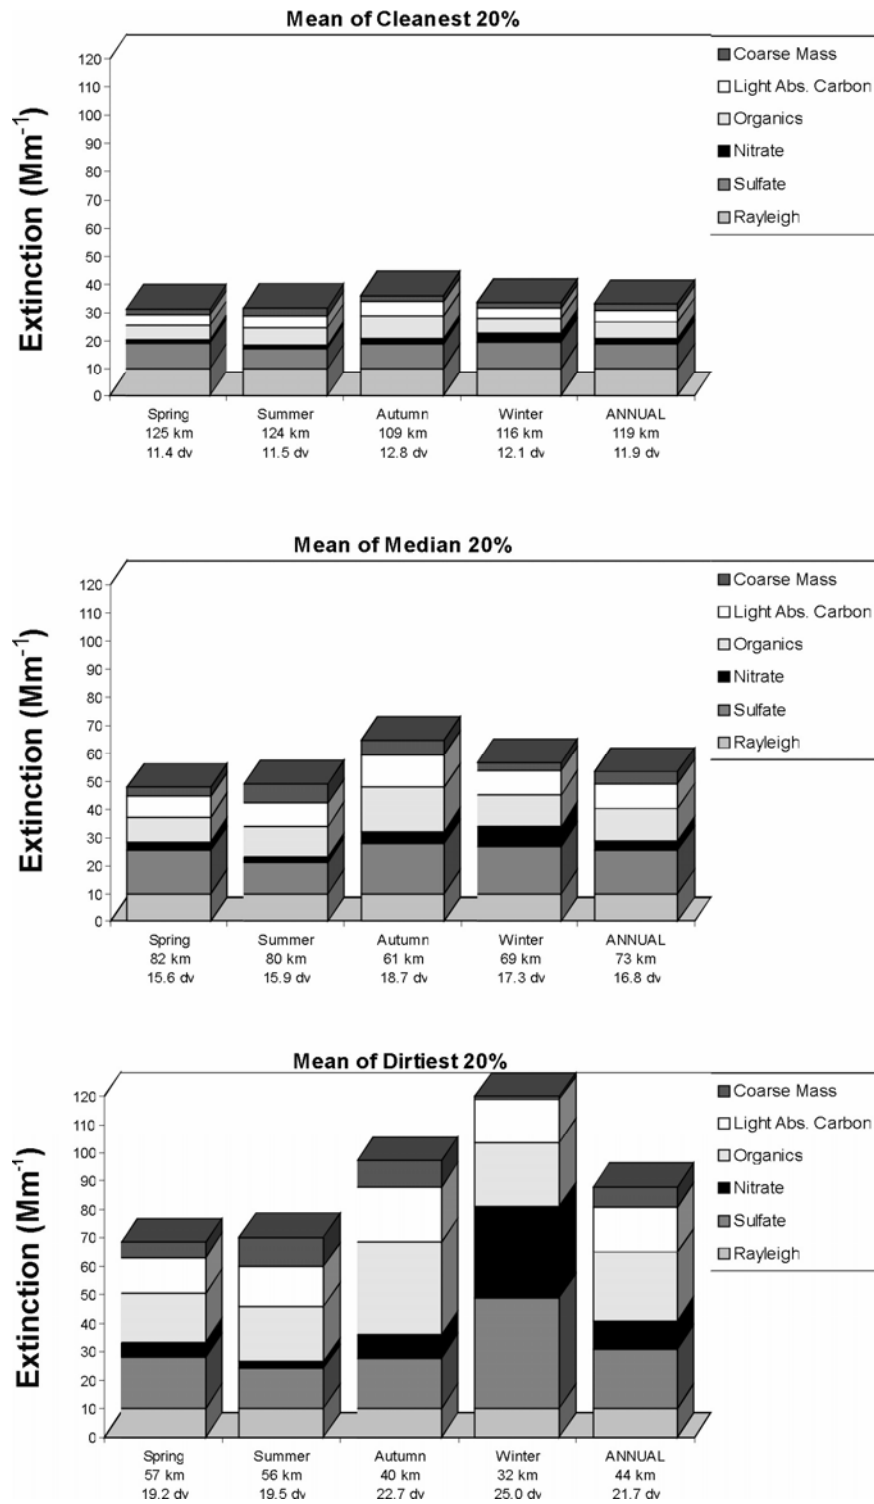 Mean of Cleanest 20%
Extinction (Mm⁻¹)
120
110
100
90
80
70
60
50
40
30
20
10
0
Coarse Mass
Light Abs. Carbon
Organics
Nitrate
Sulfate
Rayleigh
Spring Summer Autumn Winter ANNUAL
125 km 124 km 109 km 116 km 119 km
11.4 dv 11.5 dv 12.8 dv 12.1 dv 11.9 dv
Mean of Median 20%
Extinction (Mm⁻¹)
120
110
100
90
80
70
60
50
40
30
20
10
0
Coarse Mass
Light Abs. Carbon
Organics
Nitrate
Sulfate
Rayleigh
Spring Summer Autumn Winter ANNUAL
82 km 80 km 61 km 69 km 73 km
15.6 dv 15.9 dv 18.7 dv 17.3 dv 16.8 dv
Mean of Dirtiest 20%
Extinction (Mm⁻¹)
120
110
100
90
80
70
60
50
40
30
20
10
0
Coarse Mass
Light Abs. Carbon
Organics
Nitrate
Sulfate
Rayleigh
Spring Summer Autumn Winter ANNUAL
57 km 56 km 40 km 32 km 44 km
19.2 dv 19.5 dv 22.7 dv 25.0 dv 21.7 dv